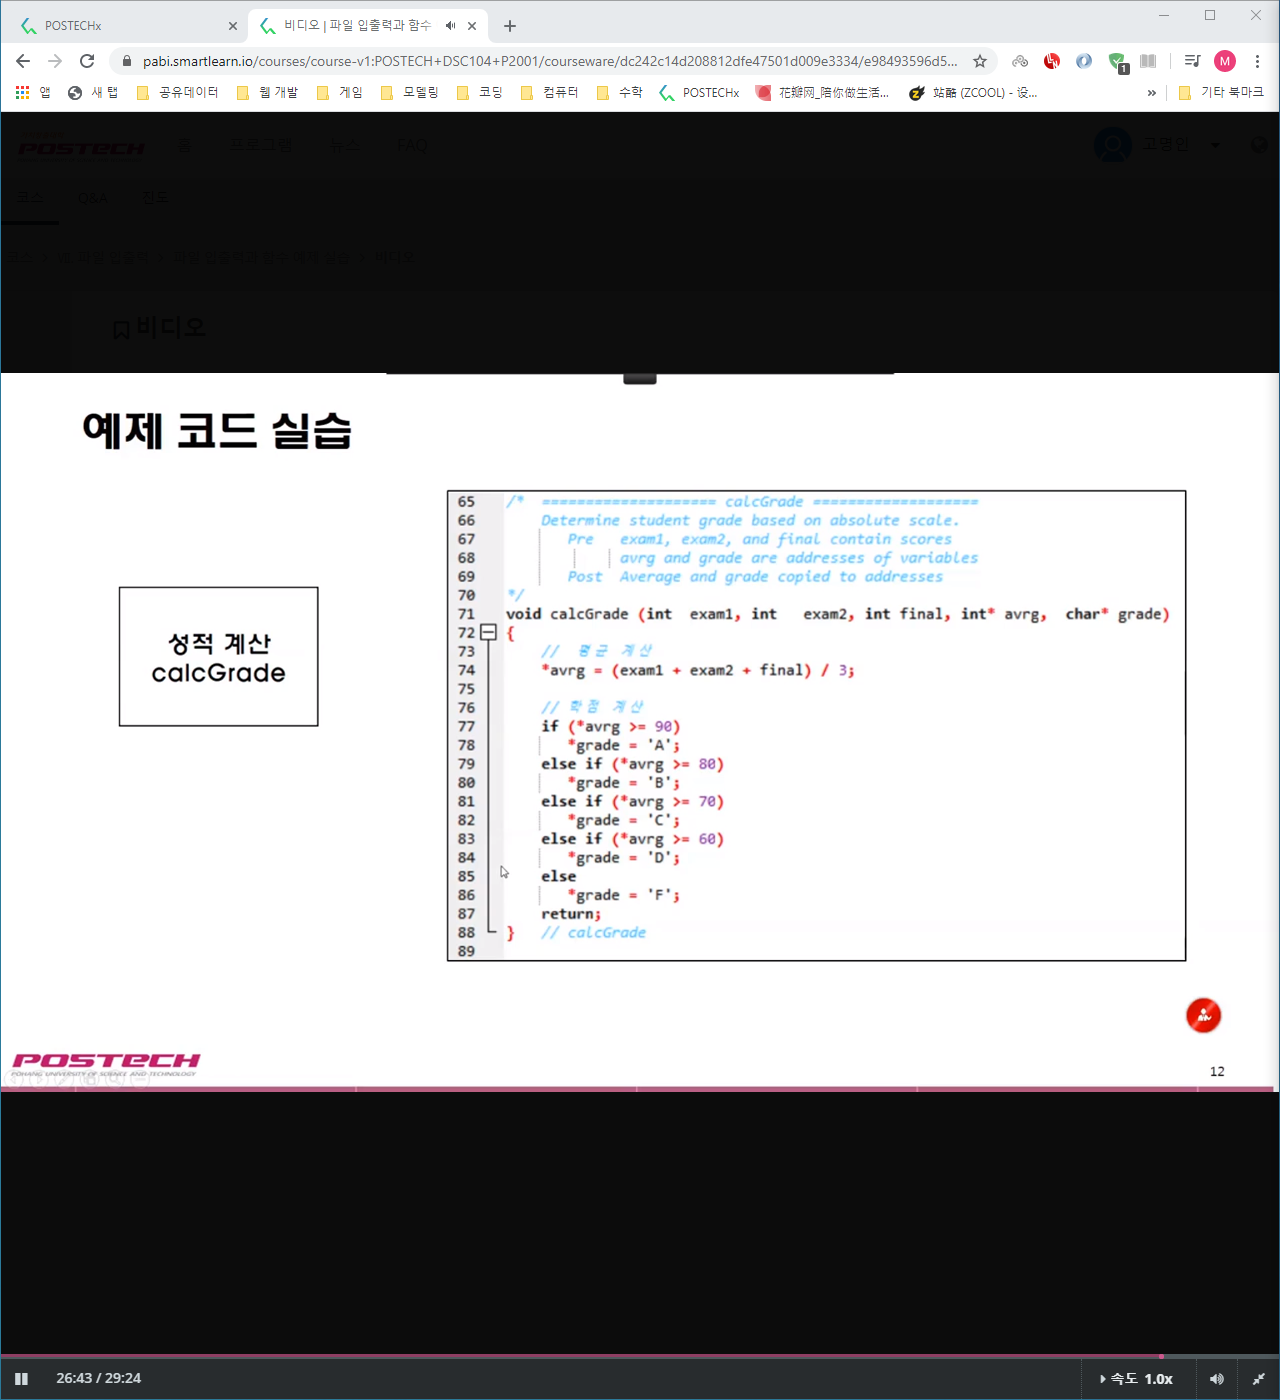 POSTECHx
비디오 | 파일 입출력과 함수
pabi.smartlearn.io/courses/course-v1:POSTECH+DSC104+P2001/courseware/dc242c14d208812dfe47501d009e3334/e98493596d5...
1
M
앱
새 탭
공유데이터
웹 개발
게임
모델링
코딩
컴퓨터
수학
POSTECHx
花瓣网_陪你做生活...
站酷 (ZCOOL) - 设...
»
기타 북마크
POSTECH
홈
프로그램
뉴스
FAQ
고영인
코스
Q&A
진도
비디오
예제 코드 실습
성적 계산
calcGrade
65 /* ==================== calcGrade ===================
66 Determine student grade based on absolute scale.
67 Pre exam1, exam2, and final contain scores
68 avrg and grade are addresses of variables
69 Post Average and grade copied to addresses
70 */
71 void calcGrade (int exam1, int exam2, int final, int* avrg, char* grade)
72 {
73 // 평균 계산
74 *avrg = (exam1 + exam2 + final) / 3;
75
76 // 학점 계산
77 if (*avrg >= 90)
78 *grade = 'A';
79 else if (*avrg >= 80)
80 *grade = 'B';
81 else if (*avrg >= 70)
82 *grade = 'C';
83 else if (*avrg >= 60)
84 *grade = 'D';
85 else
86 *grade = 'F';
87 return;
88 } // calcGrade
89
POSTECH
POHANG UNIVERSITY OF SCIENCE AND TECHNOLOGY
12
26:43 / 29:24
속도 1.0x